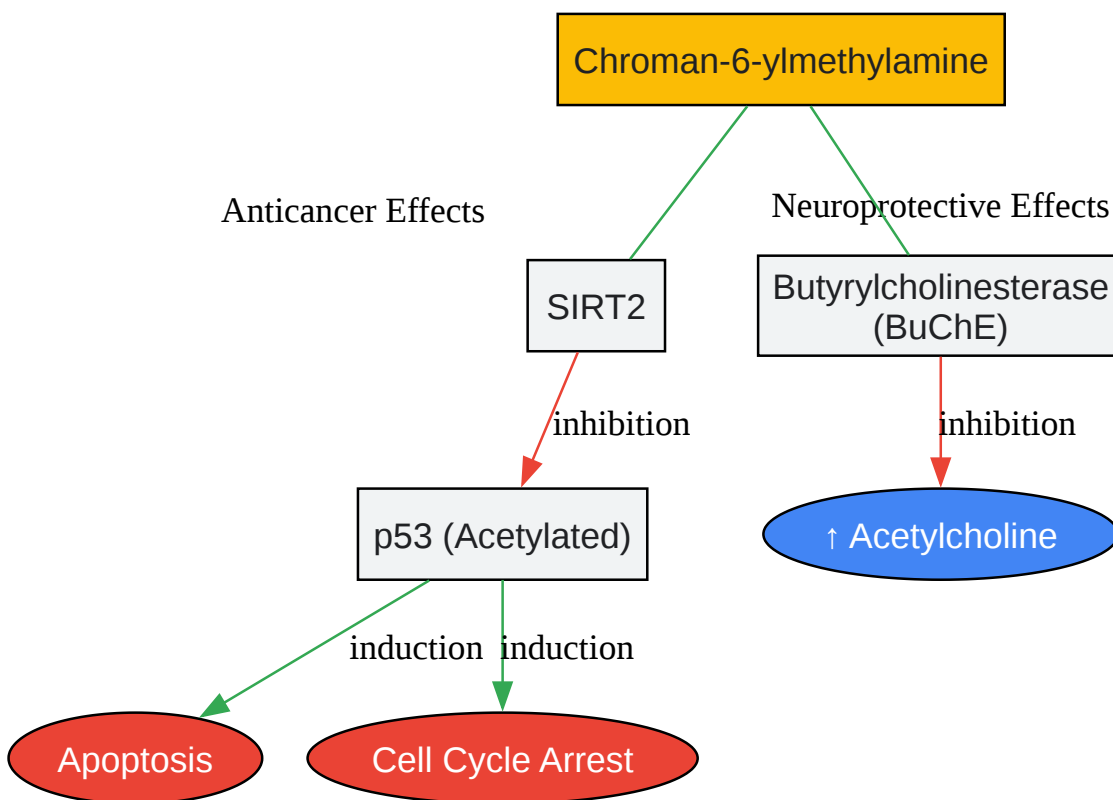 Chroman-6-ylmethylamine
Anticancer Effects
Neuroprotective Effects
SIRT2
Butyrylcholinesterase
(BuChE)
inhibition
inhibition
p53 (Acetylated)
↑ Acetylcholine
induction
induction
Apoptosis
Cell Cycle Arrest